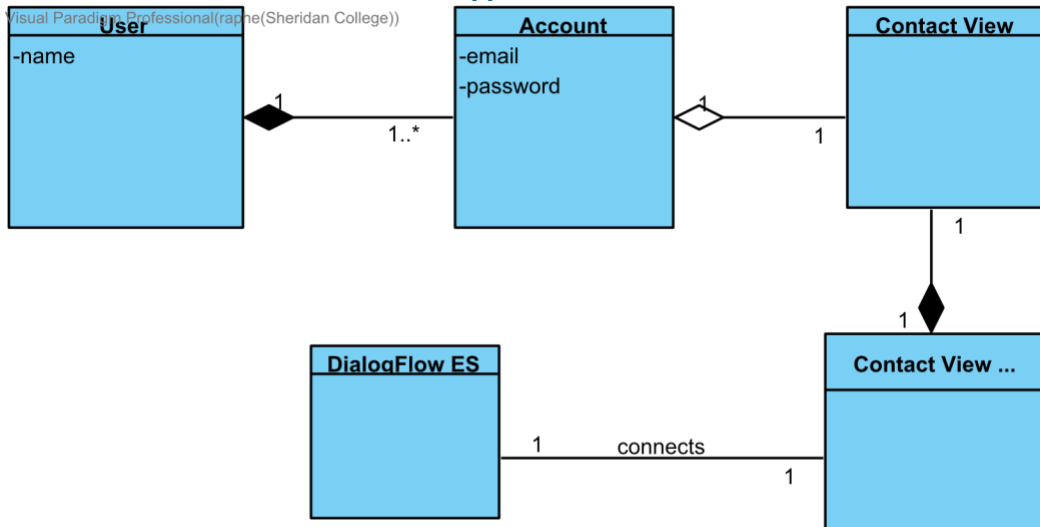 Visual Paradigm Professional(raphe(Sheridan College))
User
-name
1
1..*
Account
-email
-password
1
1
Contact View
1
1
Contact View ...
DialogFlow ES
1
connects
1